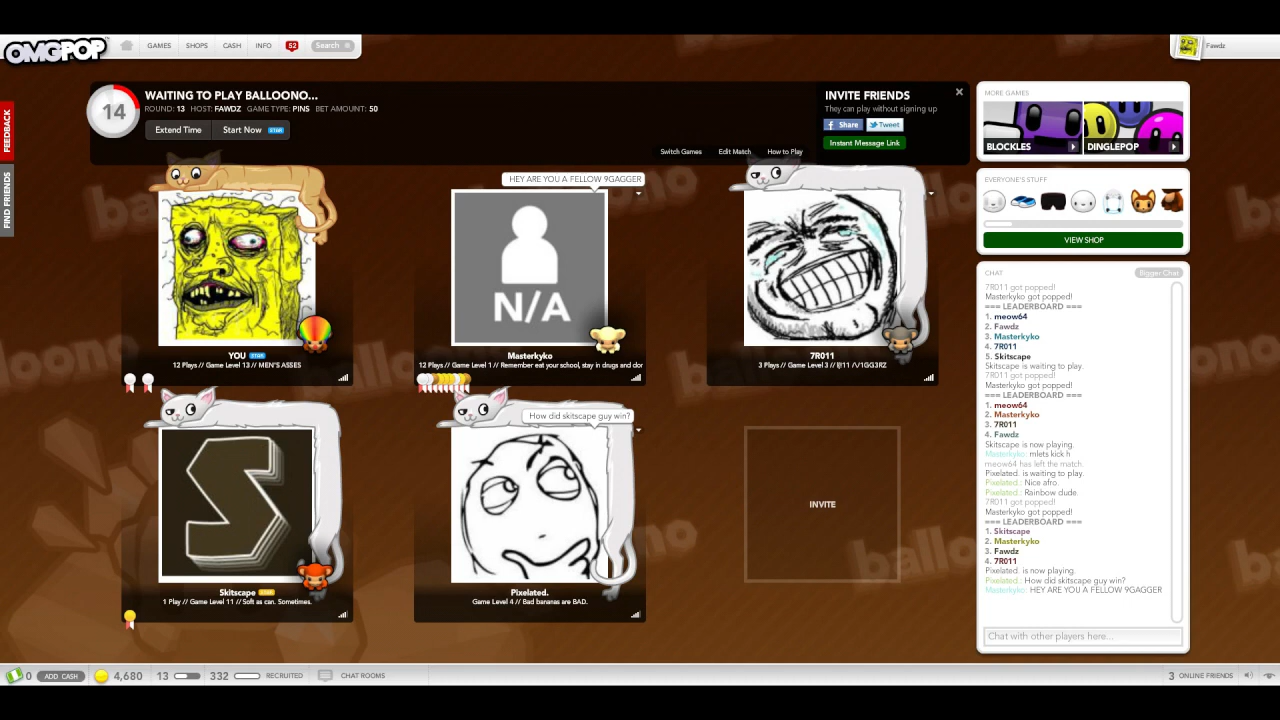 OMGPOP
GAMES SHOPS CASH INFO 52 Search
Fawdz
FEEDBACK
FIND FRIENDS
14
WAITING TO PLAY BALLOONO...
ROUND: 13 HOST: FAWDZ GAME TYPE: PINS BET AMOUNT: 50
Extend Time
Start Now STAR
INVITE FRIENDS
They can play without signing up
Share
Tweet
Instant Message Link
Switch Games Edit Match How to Play
HEY ARE YOU A FELLOW 9GAGGER
N/A
YOU STAR
12 Plays // Game Level 13 // MEN'S ASSES
Masterkyko
12 Plays // Game Level 1 // Remember eat your school, stay in drugs and dor
7R011
3 Plays // Game Level 3 //
How did skitscape guy win?
S
Skitscape
1 Play // Game Level 11 // Soft as can. Sometimes.
Pixelated.
Game Level 4 // Bad bananas are BAD.
INVITE
balloono
MORE GAMES
BLOCKLES
DINGLEPOP
EVERYONE'S STUFF
VIEW SHOP
CHAT
Bigger Chat
7R011 got popped!
Masterkyko got popped!
=== LEADERBOARD ===
1. meow64
2. Fawdz
3. Masterkyko
4. 7R011
5. Skitscape
Skitscape is waiting to play.
7R011 got popped!
Masterkyko got popped!
=== LEADERBOARD ===
1. meow64
2. Masterkyko
3. 7R011
4. Fawdz
Skitscape is now playing.
Masterkyko: mlets kick h
meow64 has left the match.
Pixelated. is waiting to play.
Pixelated.: Nice afro.
Pixelated.: Rainbow dude.
7R011 got popped!
Masterkyko got popped!
=== LEADERBOARD ===
1. Skitscape
2. Masterkyko
3. Fawdz
4. 7R011
Pixelated. is now playing.
Pixelated.: How did skitscape guy win?
Masterkyko: HEY ARE YOU A FELLOW 9GAGGER
Chat with other players here...
0 ADD CASH 4,680 13 332 RECRUITED CHAT ROOMS
3 ONLINE FRIENDS